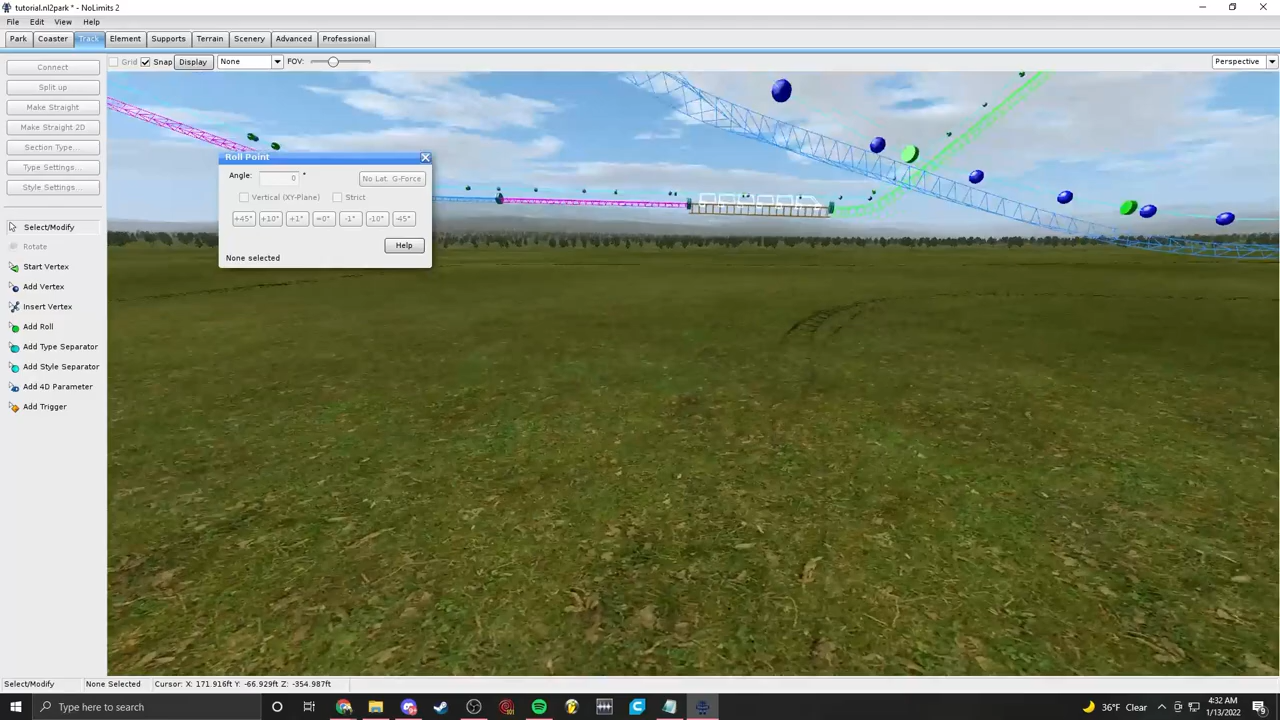 tutorial.nl2park * - NoLimits 2
File Edit View Help
Park Coaster Track Element Supports Terrain Scenery Advanced Professional
Grid Snap Display None FOV: Perspective
Connect
Split up
Make Straight
Make Straight 2D
Section Type...
Type Settings...
Style Settings...
Select/Modify
Rotate
Start Vertex
Add Vertex
Insert Vertex
Add Roll
Add Type Separator
Add Style Separator
Add 4D Parameter
Add Trigger
Roll Point
Angle: 0 ° No Lat. G-Force
Vertical (XY-Plane) Strict
+45° +10° +1° =0° -1° -10° -45°
Help
None selected
Select/Modify None Selected Cursor: X: 171.916ft Y: -66.929ft Z: -354.987ft
Type here to search
36°F Clear
4:32 AM
1/13/2022